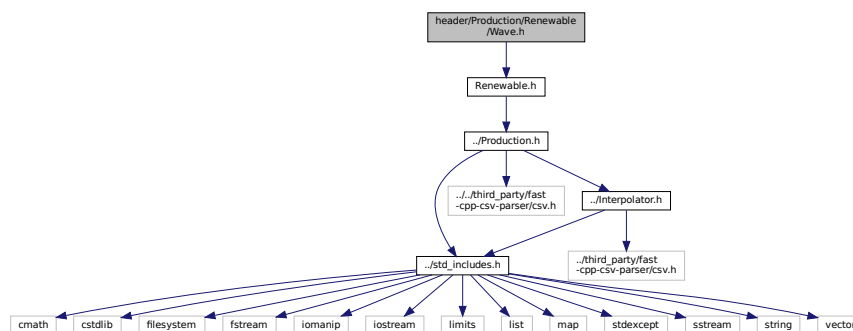 header/Production/Renewable
/Wave.h
Renewable.h
../Production.h
../../third_party/fast
-cpp-csv-parser/csv.h
../Interpolator.h
../third_party/fast
-cpp-csv-parser/csv.h
../std_includes.h
cmath
cstdlib
filesystem
fstream
iomanip
iostream
limits
list
map
stdexcept
sstream
string
vector